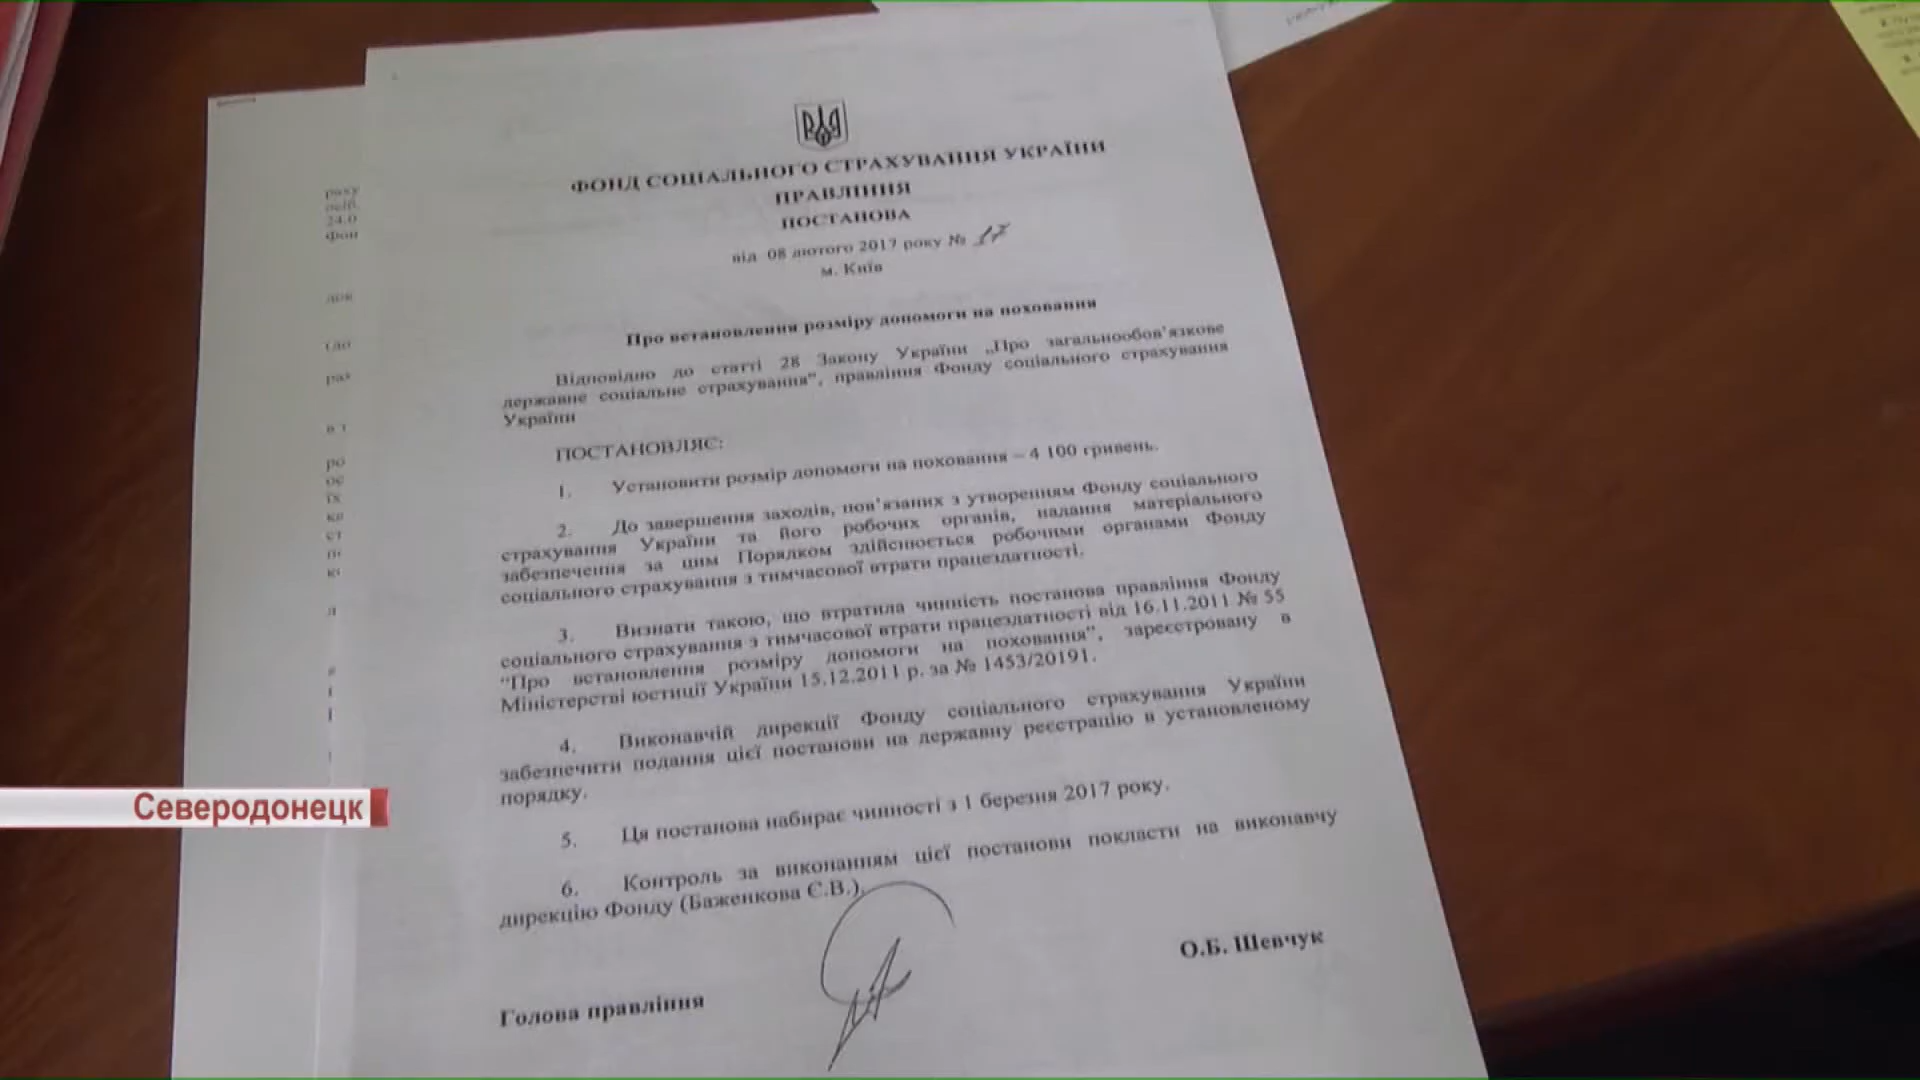 ФОНД СОЦІАЛЬНОГО СТРАХУВАННЯ УКРАЇНИ
ПРАВЛІННЯ
ПОСТАНОВА
від 08 лютого 2017 року № 17
м. Київ
Про встановлення розміру допомоги на поховання
Відповідно до статті 28 Закону України „Про загальнообов’язкове
державне соціальне страхування”, правління Фонду соціального страхування
України
ПОСТАНОВЛЯЄ:
1. Установити розмір допомоги на поховання – 4 100 гривень.
2. До завершення заходів, пов’язаних з утворенням Фонду соціального
страхування України та його робочих органів, надання матеріального
забезпечення за цим Порядком здійснюється робочими органами Фонду
соціального страхування з тимчасової втрати працездатності.
3. Визнати такою, що втратила чинність постанова правління Фонду
соціального страхування з тимчасової втрати працездатності від 16.11.2011 № 55
“Про встановлення розміру допомоги на поховання”, зареєстровану в
Міністерстві юстиції України 15.12.2011 р. за № 1453/20191.
4. Виконавчій дирекції Фонду соціального страхування України
забезпечити подання цієї постанови на державну реєстрацію в установленому
порядку.
5. Ця постанова набирає чинності з 1 березня 2017 року.
6. Контроль за виконанням цієї постанови покласти на виконавчу
дирекцію Фонду (Баженкова Є.В.).
Голова правління О.Б. Шевчук
Северодонецк